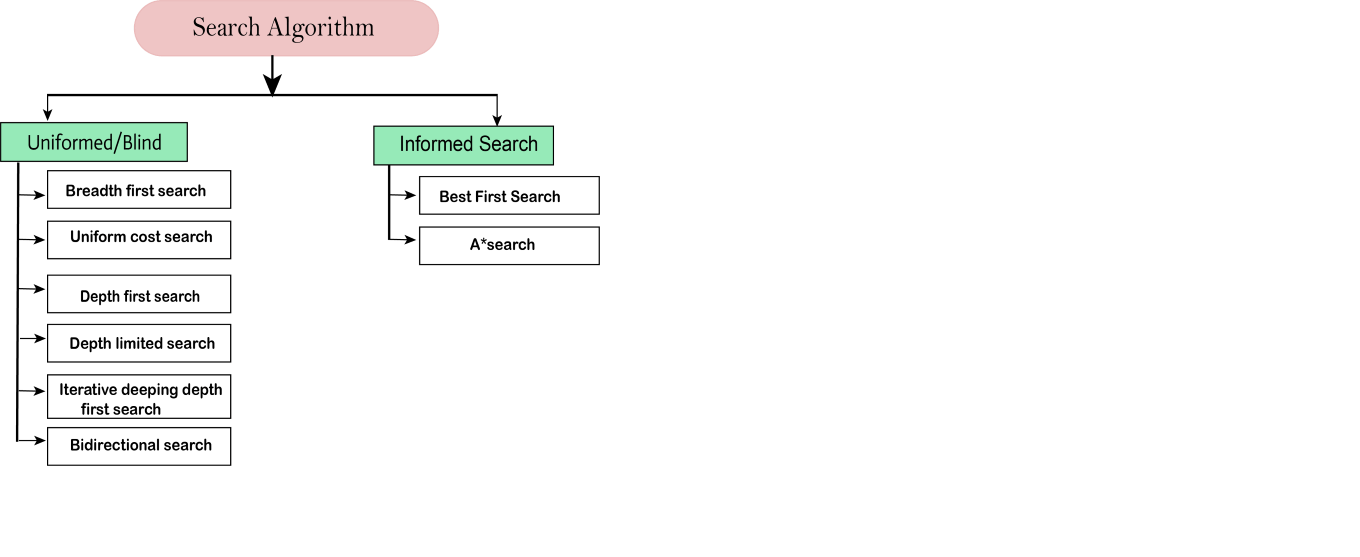 Search Algorithm
Uniformed/Blind
Breadth first search
Uniform cost search
Depth first search
Depth limited search
Iterative deeping depth
first search
Bidirectional search
Informed Search
Best First Search
A*search